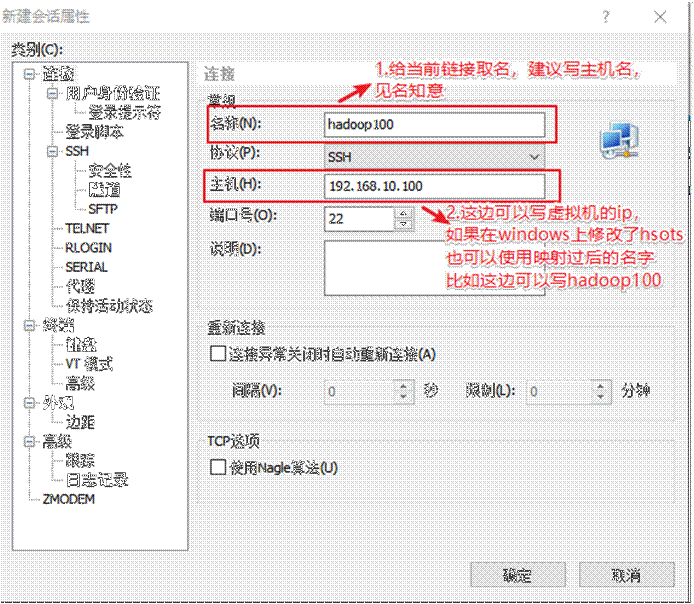 新建会话属性
?
类别(C):
连接
用户身份验证
登录提示符
登录脚本
SSH
安全性
隧道
SFTP
TELNET
RLOGIN
SERIAL
代理
保持活动状态
终端
键盘
VT 模式
高级
外观
边距
高级
跟踪
日志记录
ZMODEM
连接
1.给当前链接取名，建议写主机名，
见名知意
常规
名称(N):
hadoop100
协议(P):
SSH
主机(H):
192.168.10.100
端口号(O):
22
2.这边可以写虚拟机的ip,
如果在windows上修改了hsots
也可以使用映射过后的名字
比如这边可以写hadoop100
说明(D):
重新连接
连接异常关闭时自动重新连接(A)
间隔(V):
0
秒
限制(L):
0
分钟
TCP选项
使用Nagle算法(U)
确定
取消